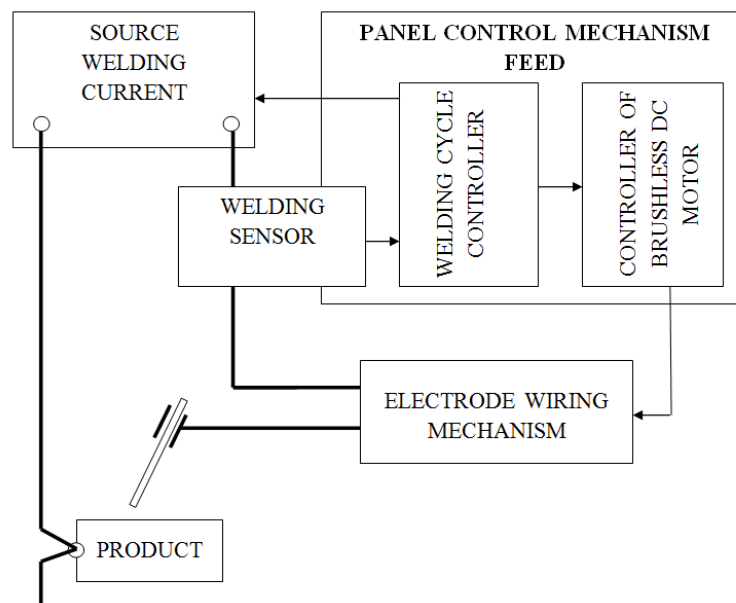 SOURCE
WELDING
CURRENT
PANEL CONTROL MECHANISM
FEED
WELDING CYCLE
CONTROLLER
CONTROLLER OF
BRUSHLESS DC
MOTOR
WELDING
SENSOR
ELECTRODE WIRING
MECHANISM
PRODUCT